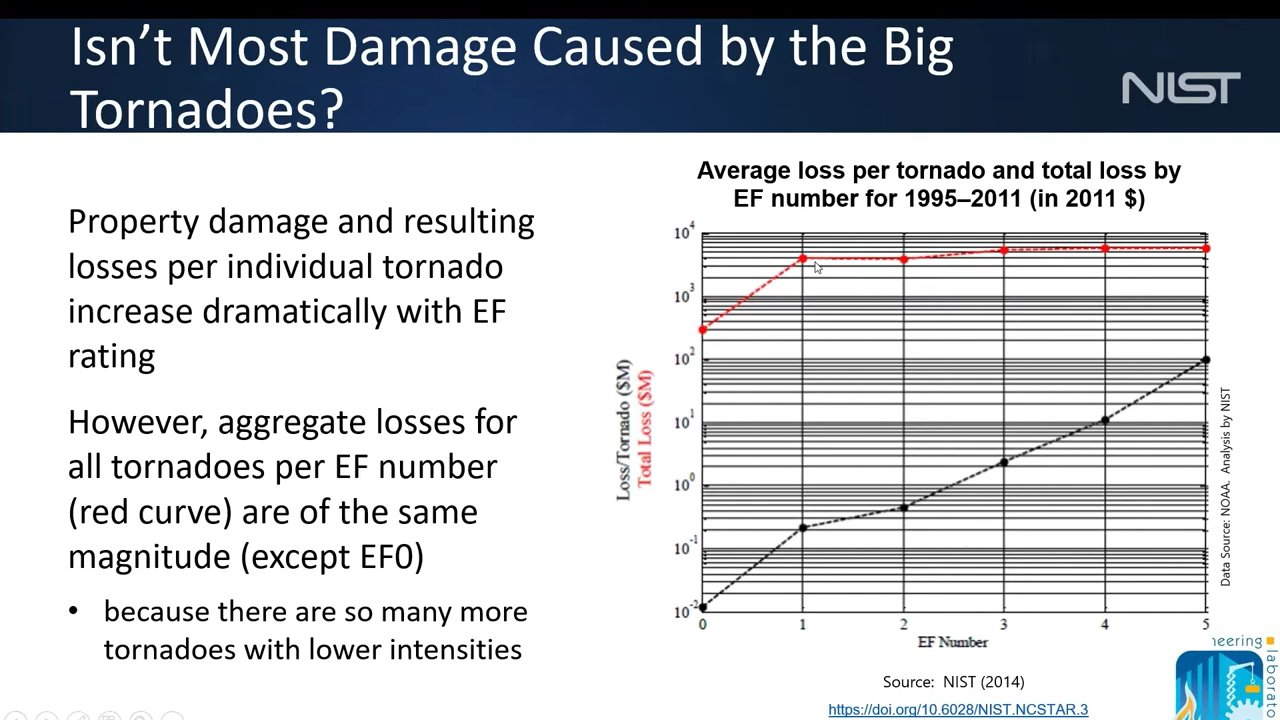 Isn’t Most Damage Caused by the Big
Tornadoes?
NIST
Property damage and resulting
losses per individual tornado
increase dramatically with EF
rating
However, aggregate losses for
all tornadoes per EF number
(red curve) are of the same
magnitude (except EF0)
• because there are so many more
tornadoes with lower intensities
Average loss per tornado and total loss by
EF number for 1995–2011 (in 2011 $)
Loss/Tornado ($M)
Total Loss ($M)
10^4
10^3
10^2
10^1
10^0
10^-1
10^-2
0 1 2 3 4 5
EF Number
Data Source: NOAA. Analysis by NIST
Source: NIST (2014)
https://doi.org/10.6028/NIST.NCSTAR.3